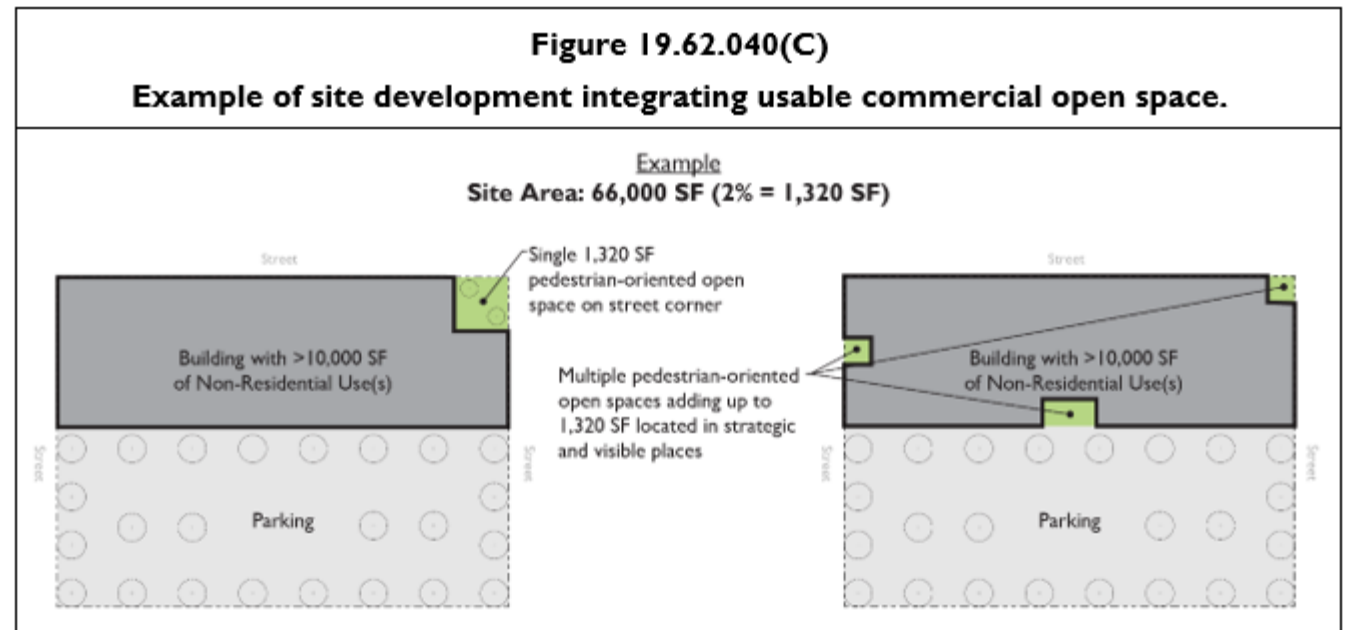 Figure 19.62.040(C)
Example of site development integrating usable commercial open space.
Example
Site Area: 66,000 SF (2% = 1,320 SF)
Street
Single 1,320 SF
pedestrian-oriented open
space on street corner
Building with >10,000 SF
of Non-Residential Use(s)
Street
Street
Parking
Multiple pedestrian-oriented
open spaces adding up to
1,320 SF located in strategic
and visible places
Street
Building with >10,000 SF
of Non-Residential Use(s)
Street
Street
Parking